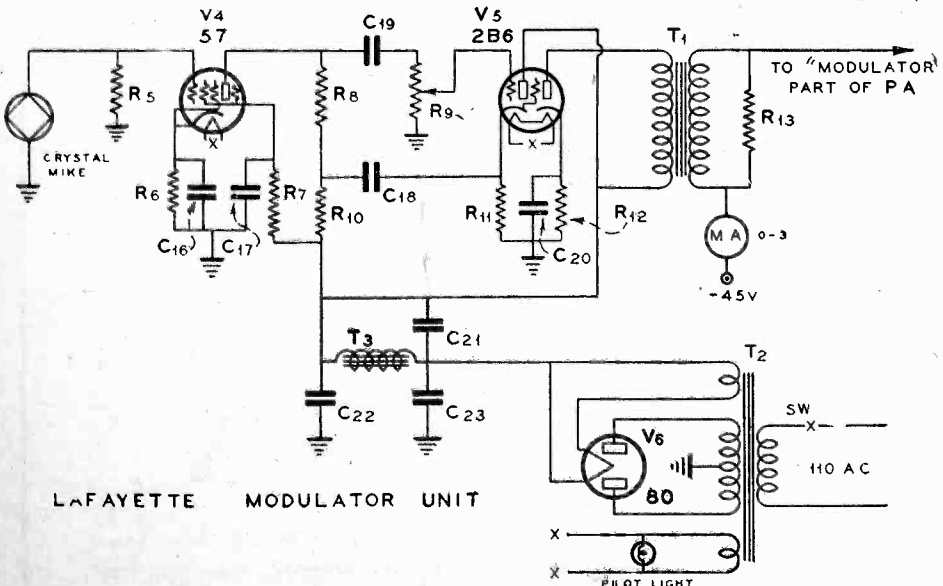 V4
57
C19
V5
2B6
T1
TO "MODULATOR"
PART OF PA
R5
R8
R9
R13
CRYSTAL
MIKE
X
X
C18
R6
R7
R10
R11
R12
C16
C17
C20
MA
0-3
-45V
C21
T3
T2
C22
C23
SW
X
V6
110 AC
80
LAFAYETTE MODULATOR UNIT
X
X
PILOT LIGHT